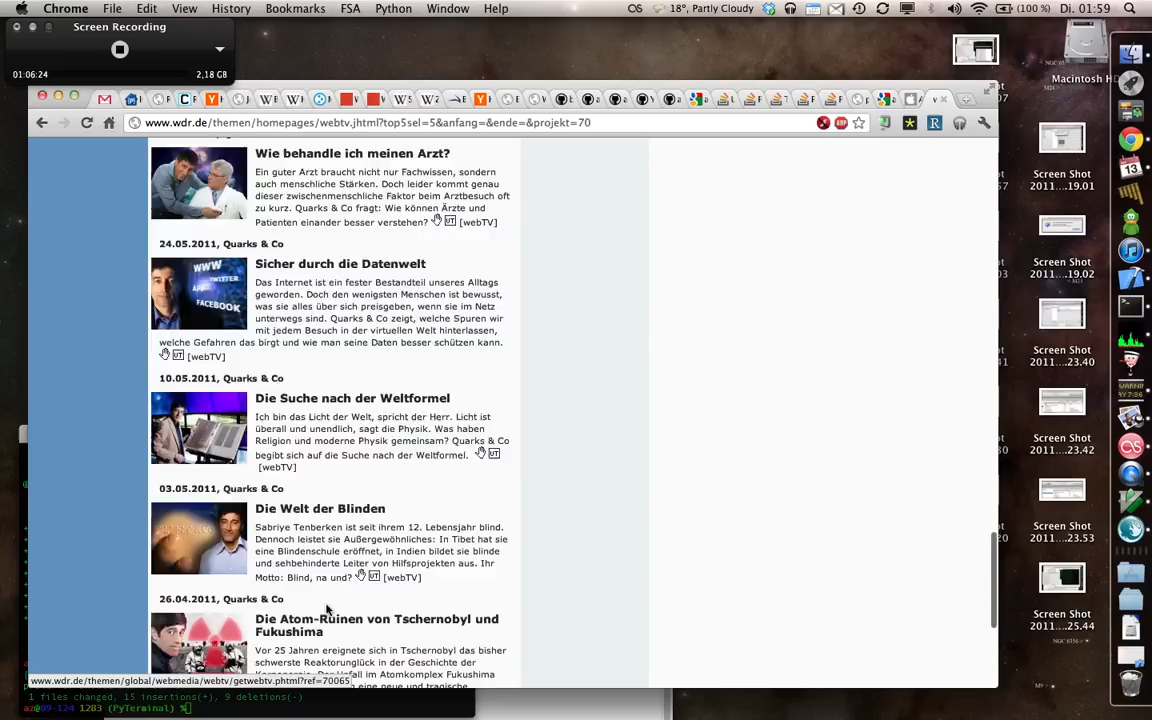 Chrome File Edit View History Bookmarks FSA Python Window Help 18°, Partly Cloudy (100 %) Di. 01:59
Screen Recording
01:06:24 2,18 GB
Macintosh H
www.wdr.de/themen/homepages/webtv.jhtml?top5sel=5&anfang=&ende=&projekt=70
Wie behandle ich meinen Arzt?
Ein guter Arzt braucht nicht nur Fachwissen, sondern
auch menschliche Stärken. Doch leider kommt genau
dieser zwischenmenschliche Faktor beim Arztbesuch oft
zu kurz. Quarks & Co fragt: Wie können Ärzte und
Patienten einander besser verstehen? UT [webTV]
24.05.2011, Quarks & Co
Sicher durch die Datenwelt
WWW
TWITTER
FACEBOOK
Das Internet ist ein fester Bestandteil unseres Alltags
geworden. Doch den wenigsten Menschen ist bewusst,
was sie alles über sich preisgeben, wenn sie im Netz
unterwegs sind. Quarks & Co zeigt, welche Spuren wir
mit jedem Besuch in der virtuellen Welt hinterlassen,
welche Gefahren das birgt und wie man seine Daten besser schützen kann.
UT [webTV]
10.05.2011, Quarks & Co
Die Suche nach der Weltformel
Ich bin das Licht der Welt, spricht der Herr. Licht ist
überall und unendlich, sagt die Physik. Was haben
Religion und moderne Physik gemeinsam? Quarks & Co
begibt sich auf die Suche nach der Weltformel. UT
[webTV]
03.05.2011, Quarks & Co
Die Welt der Blinden
Sabriye Tenberken ist seit ihrem 12. Lebensjahr blind.
Dennoch leistet sie Außergewöhnliches: In Tibet hat sie
eine Blindenschule eröffnet, in Indien bildet sie blinde
und sehbehinderte Leiter von Hilfsprojekten aus. Ihr
Motto: Blind, na und? UT [webTV]
26.04.2011, Quarks & Co
Die Atom-Ruinen von Tschernobyl und
Fukushima
Vor 25 Jahren ereignete sich in Tschernobyl das bisher
schwerste Reaktorunglück in der Geschichte der
www.wdr.de/themen/global/webmedia/webtv/getwebtv.phtml?ref=70065
1 files changed, 15 insertions(+), 9 deletions(-)
az@09-124 1283 (PyTerminal) %
Screen Shot
2011....19.01
Screen Shot
2011....19.02
Screen Shot
2011....23.40
Screen Shot
2011....23.42
Screen Shot
2011....23.53
Screen Shot
2011....25.44